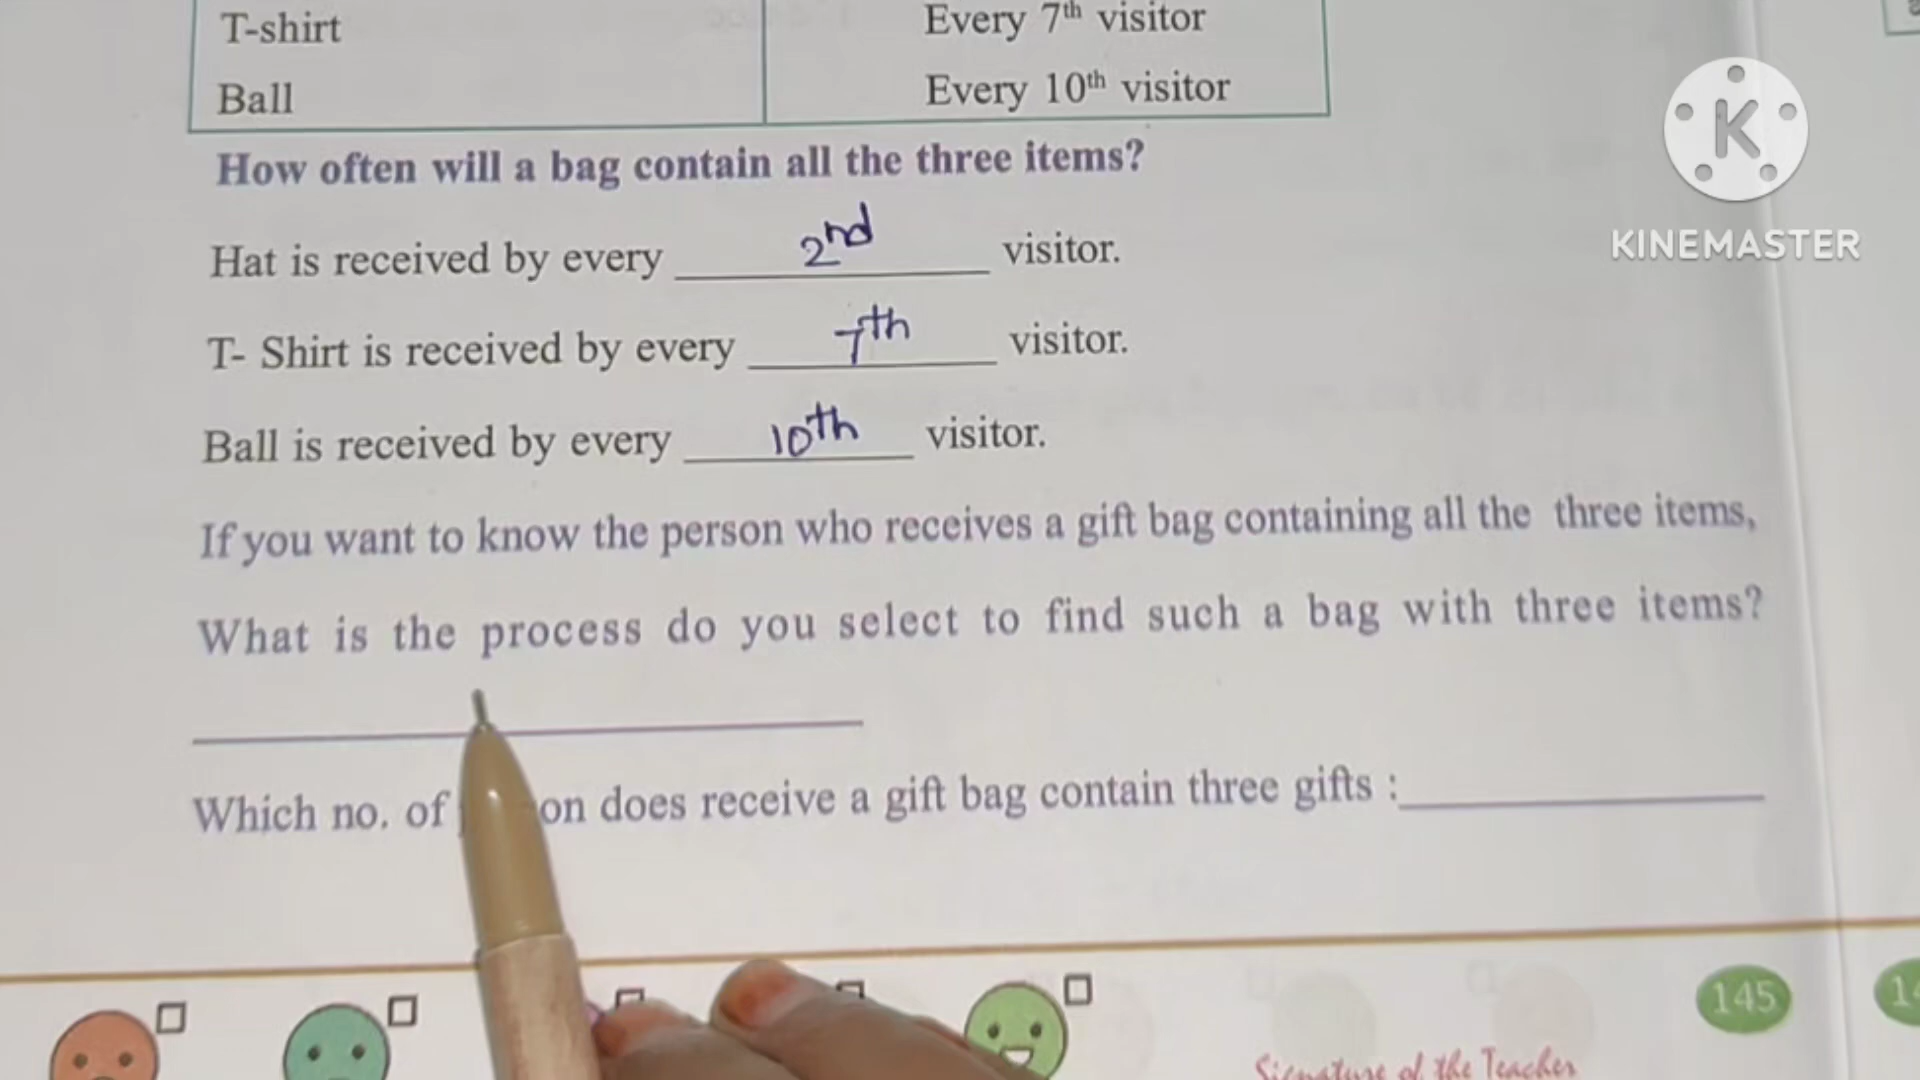 T-shirt Every 7th visitor
Ball Every 10th visitor
How often will a bag contain all the three items?
Hat is received by every 2nd visitor.
T- Shirt is received by every 7th visitor.
Ball is received by every 10th visitor.
If you want to know the person who receives a gift bag containing all the three items,
What is the process do you select to find such a bag with three items?
Which no. of does receive a gift bag contain three gifts :
145
Signature of the Teacher
K
KINEMASTER